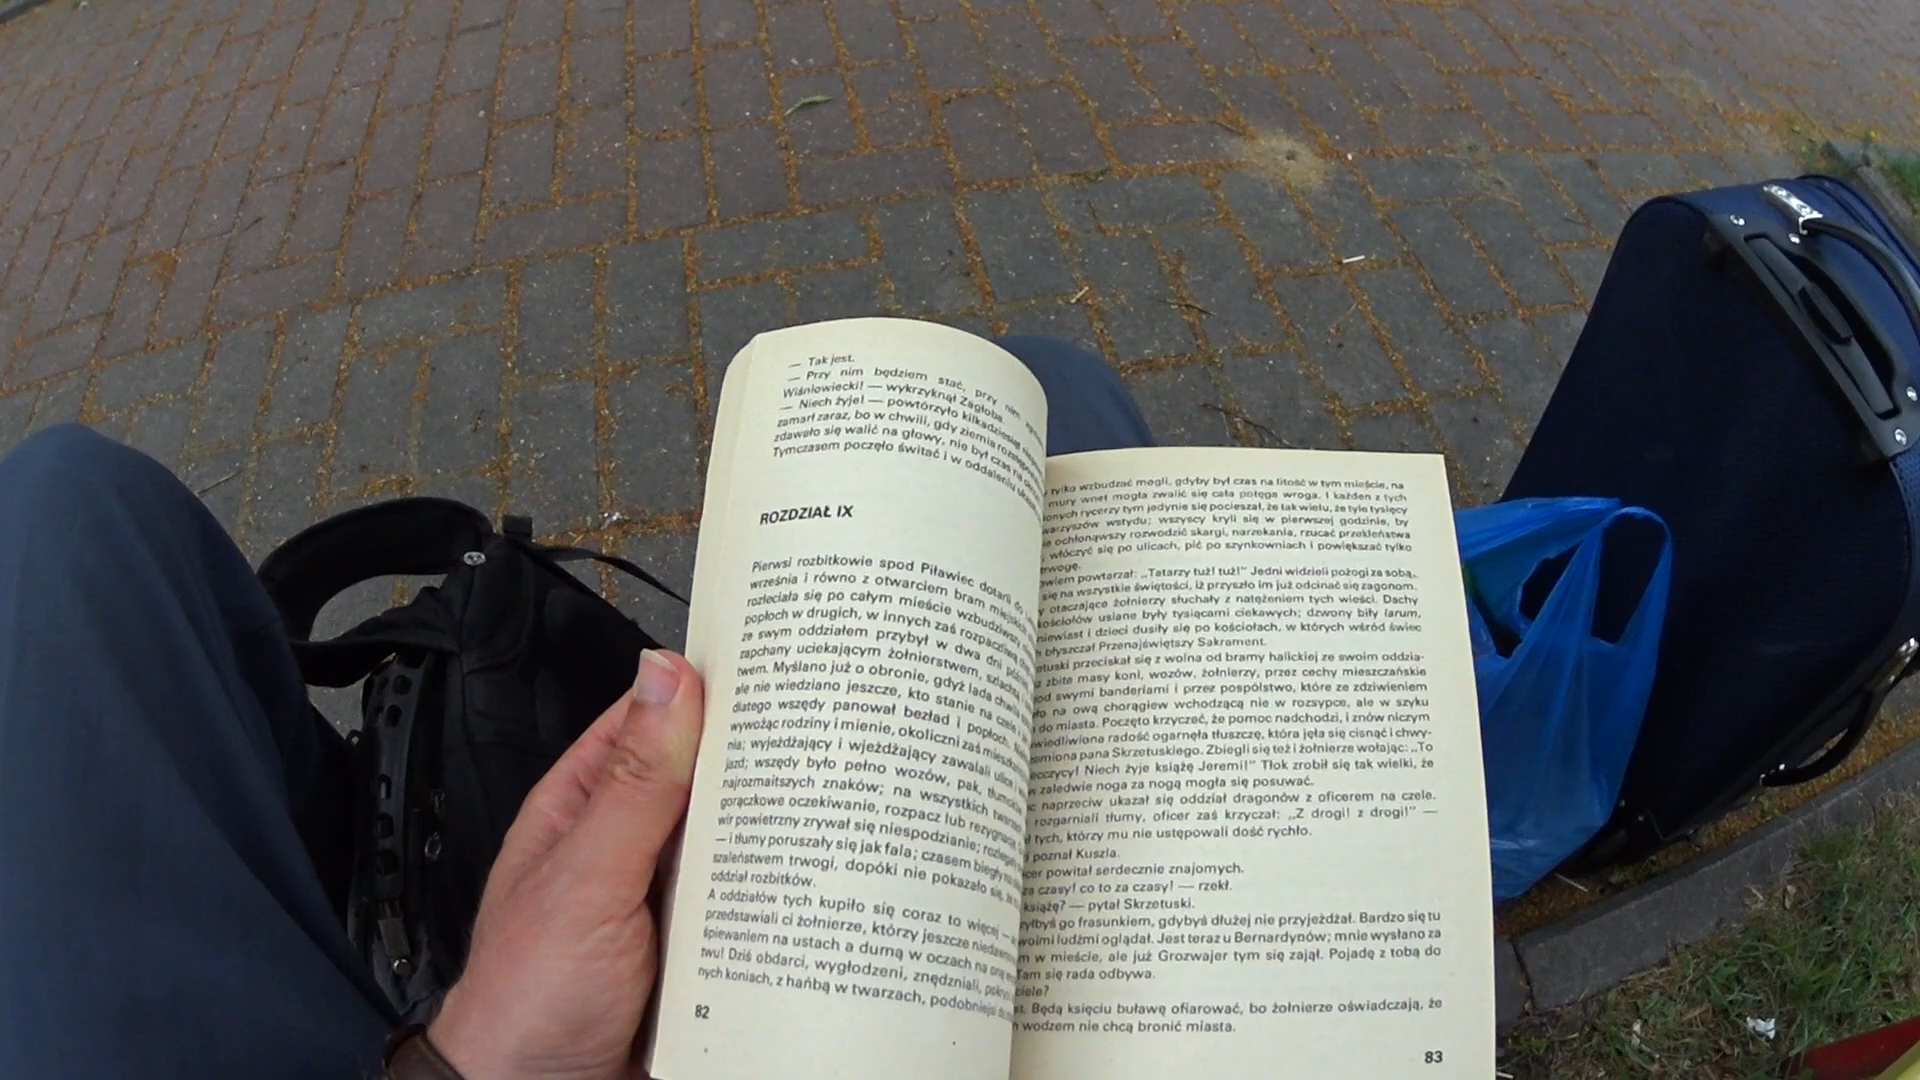 — Tak jest.
— Przy nim będziem stać, przy nim
Wiśniowiecki! — wykrzyknął Zagłoba.
— Niech żyje! — powtórzyło kilkadziesiąt
zamarł zaraz, bo w chwili, gdy ziemia
zdawało się walić na głowy, nie był czas na
Tymczasem poczęło świtać i w oddaleniu
ROZDZIAŁ IX
Pierwsi rozbitkowie spod Piławiec dotarli do
września i równo z otwarciem bram
rozleciała się po całym mieście wzbudziwszy
popłoch w drugich, w innych zaś rozpaczliwą
ze swym oddziałem przybył w dwa dni
zapchany uciekającym żołnierstwem, szlachtą
twem. Myślano już o obronie, gdyż lada chwila
ale nie wiedziano jeszcze, kto stanie na czele i
dlatego wszędy panował bezład i popłoch.
wywożąc rodziny i mienie, okoliczni zaś
nia; wyjeżdżający i wjeżdżający zawalali ulice
jazd; wszędy było pełno wozów, pak,
najrozmaitszych znaków; na wszystkich
gorączkowe oczekiwanie, rozpacz lub
wir powietrzny zrywał się niespodzianie;
— i tłumy poruszały się jak fala; czasem biegły
szaleństwem trwogi, dopóki nie pokazało się,
oddział rozbitków.
A oddziałów tych kupiło się coraz to więcej —
przedstawiali ci żołnierze, którzy jeszcze
śpiewaniem na ustach a dumą w oczach na
twu! Dziś obdarci, wygłodzeni, znędzniali,
nych koniach, z hańbą w twarzach, podobniejsi
82
tylko wzbudzać mogli, gdyby był czas na litość w tym mieście, na
mury wnet mogła zwalić się cała potęga wroga. I każden z tych
onych rycerzy tym jedynie się pocieszał, że tak wielu, że tyle tysięcy
warzyszów wstydu; wszyscy kryli się w pierwszej godzinie, by
ochłonąwszy rozwodzić skargi, narzekania, rzucać przekleństwa
włóczyć się po ulicach, pić po szynkowniach i powiększać tylko
trwogę.
owiem powtarzał: „Tatarzy tuż! tuż!” Jedni widzieli pożogi za sobą,
się na wszystkie świętości, iż przyszło im już odcinać się zagonom.
otaczające żołnierzy słuchały z natężeniem tych wieści. Dachy
kościołów usiane były tysiącami ciekawych; dzwony biły larum,
niewiast i dzieci dusiły się po kościołach, w których wśród świec
błyszczał Przenajświętszy Sakrament.
etuski przeciskał się z wolna od bramy halickiej ze swoim oddzia-
zbite masy koni, wozów, żołnierzy, przez cechy mieszczańskie
pod swymi banderiami i przez pospólstwo, które ze zdziwieniem
ło na ową chorągiew wchodzącą nie w rozsypce, ale w szyku
do miasta. Poczęto krzyczeć, że pomoc nadchodzi, i znów niczym
wiedliwiona radość ogarnęła tłuszczę, która jęła się cisnąć i chwy-
omiona pana Skrzetuskiego. Zbiegli się też i żołnierze wołając: „To
oczycy! Niech żyje książę Jeremi!” Tłok zrobił się tak wielki, że
zaledwie noga za nogą mogła się posuwać.
naprzeciw ukazał się oddział dragonów z oficerem na czele.
rozgarniali tłumy, oficer zaś krzyczał: „Z drogi! z drogi!” —
tych, którzy mu nie ustępowali dość rychło.
poznał Kuszla.
icer powitał serdecznie znajomych.
za czasy! co to za czasy! — rzekł.
książę? — pytał Skrzetuski.
yłbyś go frasunkiem, gdybyś dłużej nie przyjeżdżał. Bardzo się tu
woimi ludźmi oglądał. Jest teraz u Bernardynów; mnie wysłano za
m w mieście, ale już Grozwajer tym się zajął. Pojadę z tobą do
Tam się rada odbywa.
ciele?
Będą księciu buławę ofiarować, bo żołnierze oświadczają, że
wodzem nie chcą bronić miasta.
83